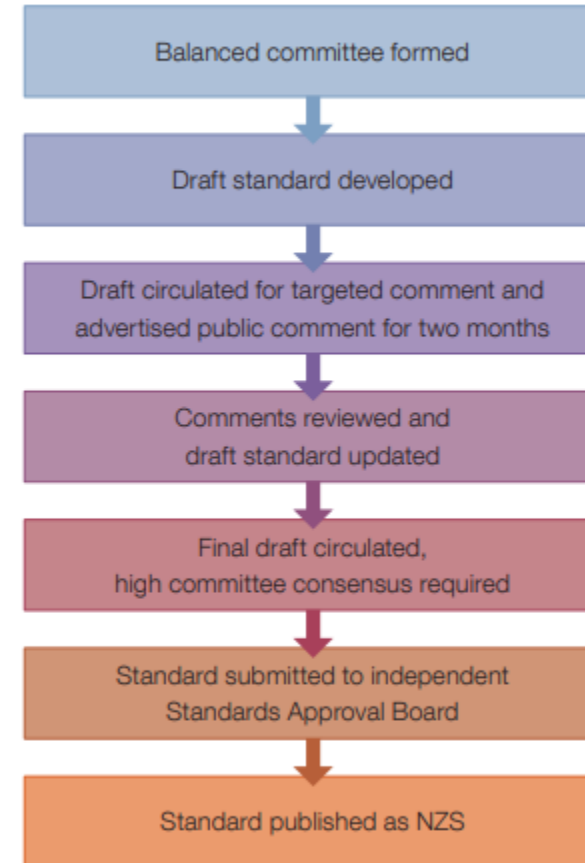 Balanced committee formed
Draft standard developed
Draft circulated for targeted comment and
advertised public comment for two months
Comments reviewed and
draft standard updated
Final draft circulated,
high committee consensus required
Standard submitted to independent
Standards Approval Board
Standard published as NZS